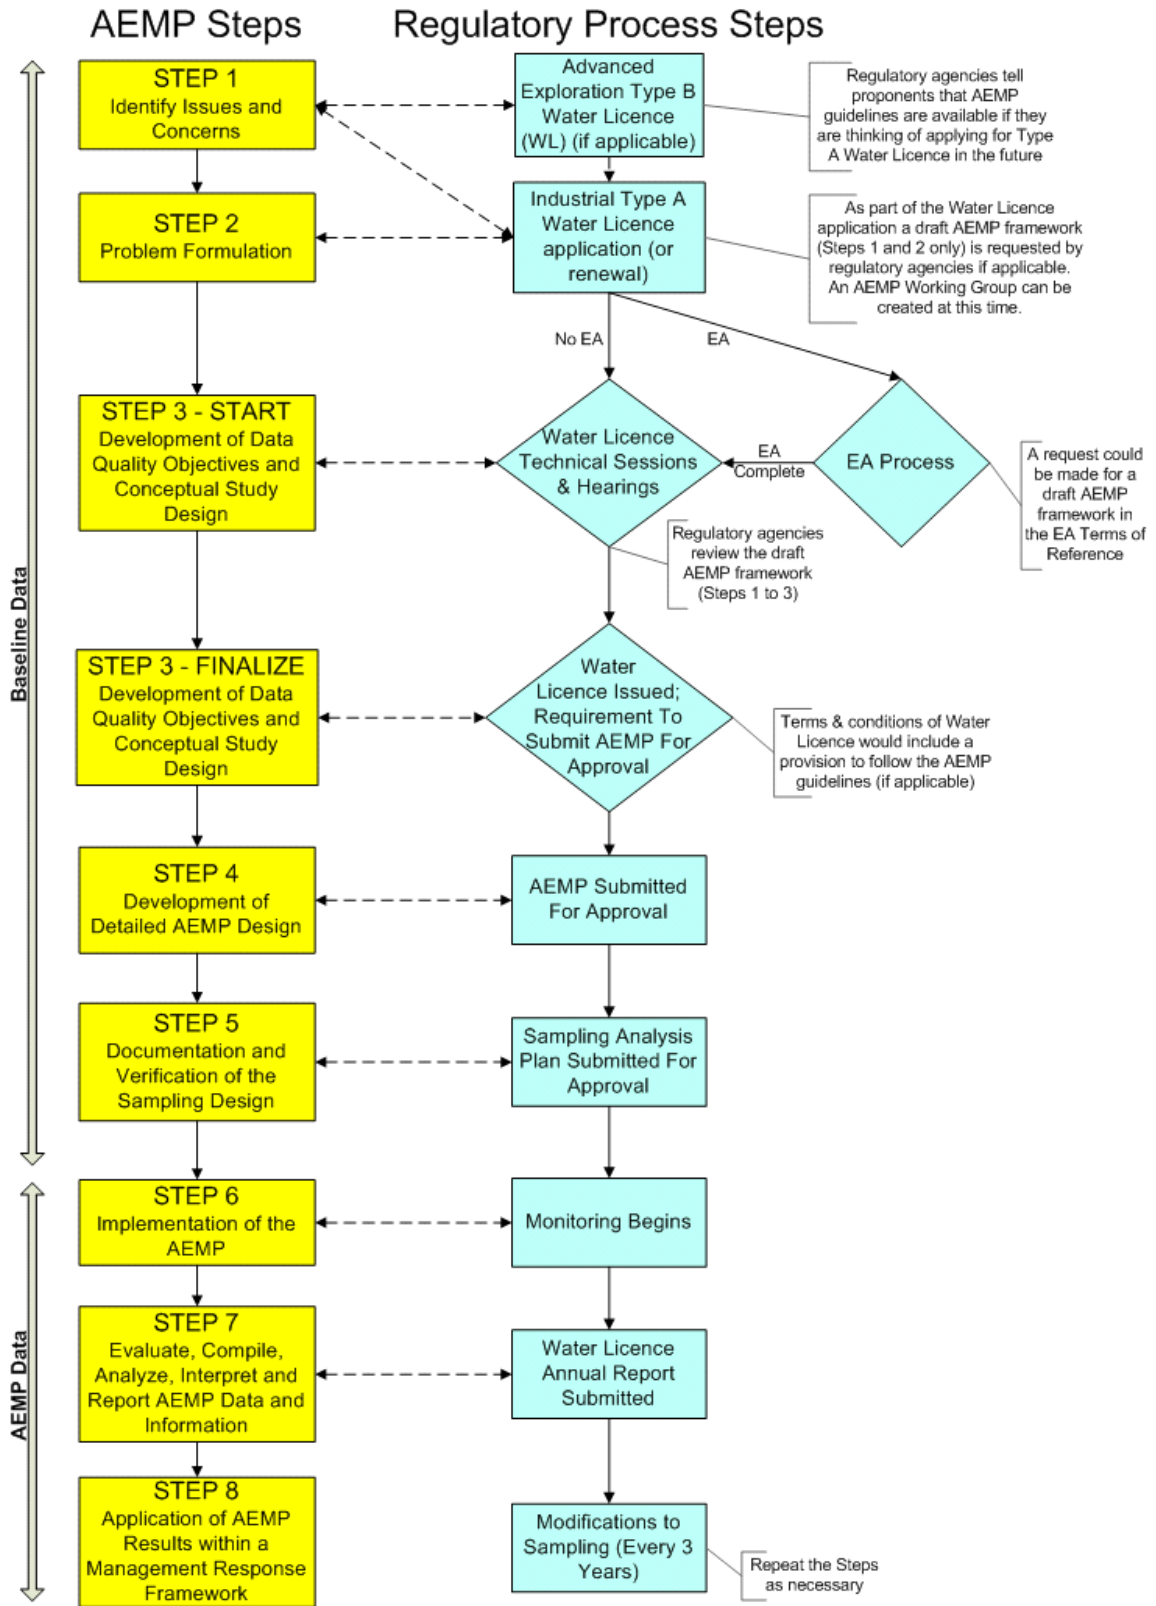 AEMP Steps
Regulatory Process Steps
Baseline Data
AEMP Data
STEP 1
Identify Issues and
Concerns
Advanced
Exploration Type B
Water Licence
(WL) (if applicable)
Regulatory agencies tell
proponents that AEMP
guidelines are available if they
are thinking of applying for Type
A Water Licence in the future
STEP 2
Problem Formulation
Industrial Type A
Water Licence
application (or
renewal)
As part of the Water Licence
application a draft AEMP framework
(Steps 1 and 2 only) is requested by
regulatory agencies if applicable.
An AEMP Working Group can be
created at this time.
No EA
EA
STEP 3 - START
Development of Data
Quality Objectives and
Conceptual Study
Design
Water Licence
Technical Sessions
& Hearings
EA
Complete
EA Process
A request could
be made for a
draft AEMP
framework in
the EA Terms of
Reference
Regulatory agencies
review the draft
AEMP framework
(Steps 1 to 3)
STEP 3 - FINALIZE
Development of Data
Quality Objectives and
Conceptual Study
Design
Water
Licence Issued;
Requirement To
Submit AEMP For
Approval
Terms & conditions of Water
Licence would include a
provision to follow the AEMP
guidelines (if applicable)
STEP 4
Development of
Detailed AEMP Design
AEMP Submitted
For Approval
STEP 5
Documentation and
Verification of the
Sampling Design
Sampling Analysis
Plan Submitted For
Approval
STEP 6
Implementation of the
AEMP
Monitoring Begins
STEP 7
Evaluate, Compile,
Analyze, Interpret and
Report AEMP Data and
Information
Water Licence
Annual Report
Submitted
STEP 8
Application of AEMP
Results within a
Management Response
Framework
Modifications to
Sampling (Every 3
Years)
Repeat the Steps
as necessary